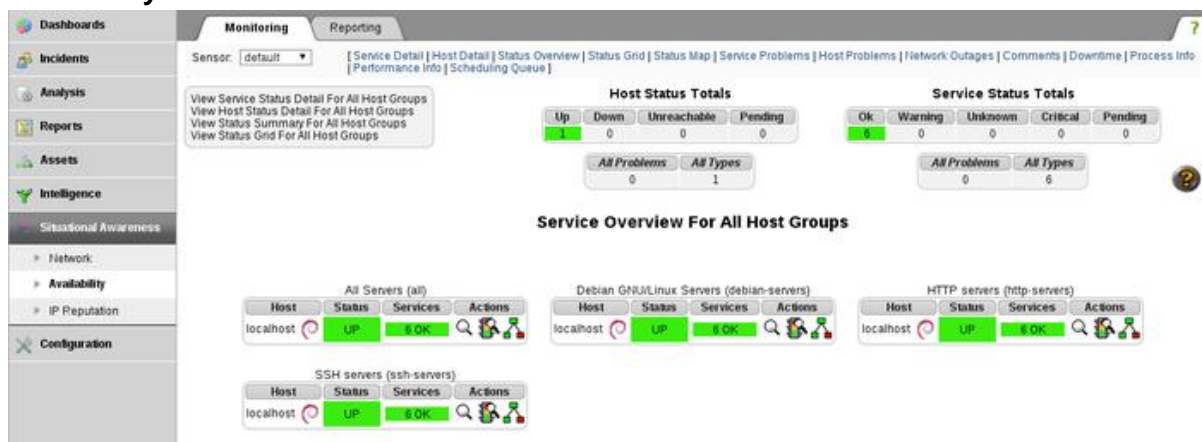 Dashboards
Incidents
Analysis
Reports
Assets
Intelligence
Situational Awareness
Network
Availability
IP Reputation
Configuration
Monitoring Reporting
?
Sensor: default [ Service Detail | Host Detail | Status Overview | Status Grid | Status Map | Service Problems | Host Problems | Network Outages | Comments | Downtime | Process Info
| Performance Info | Scheduling Queue ]
View Service Status Detail For All Host Groups
View Host Status Detail For All Host Groups
View Status Summary For All Host Groups
View Status Grid For All Host Groups
Host Status Totals
Up Down Unreachable Pending
1 0 0 0
All Problems All Types
0 1
Service Status Totals
Ok Warning Unknown Critical Pending
6 0 0 0 0
All Problems All Types
0 6
?
Service Overview For All Host Groups
All Servers (all)
Host Status Services Actions
localhost UP 6 OK
Debian GNU/Linux Servers (debian-servers)
Host Status Services Actions
localhost UP 6 OK
HTTP servers (http-servers)
Host Status Services Actions
localhost UP 6 OK
SSH servers (ssh-servers)
Host Status Services Actions
localhost UP 6 OK